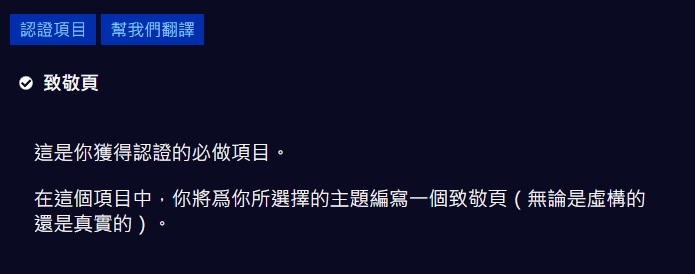 認證項目 幫我們翻譯
致敬頁
這是你獲得認證的必做項目。
在這個項目中，你將爲你所選擇的主題編寫一個致敬頁（無論是虛構的
還是真實的）。